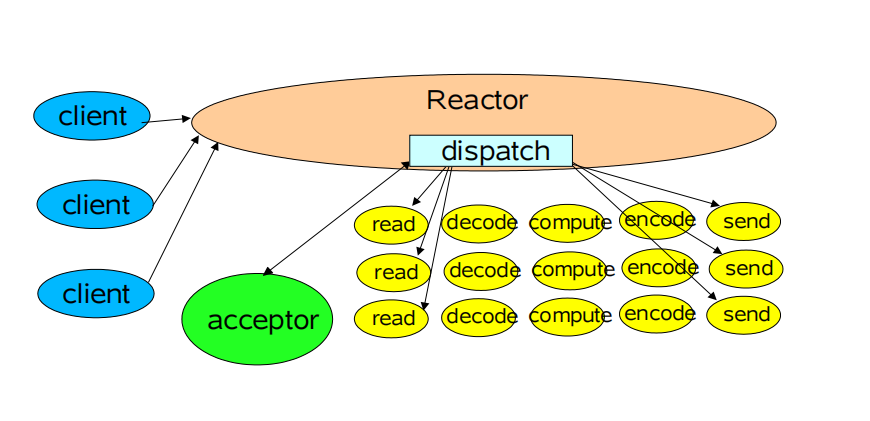 Reactor
client
dispatch
client
read decode compute encode send
read decode compute encode send
client
acceptor
read decode compute encode send